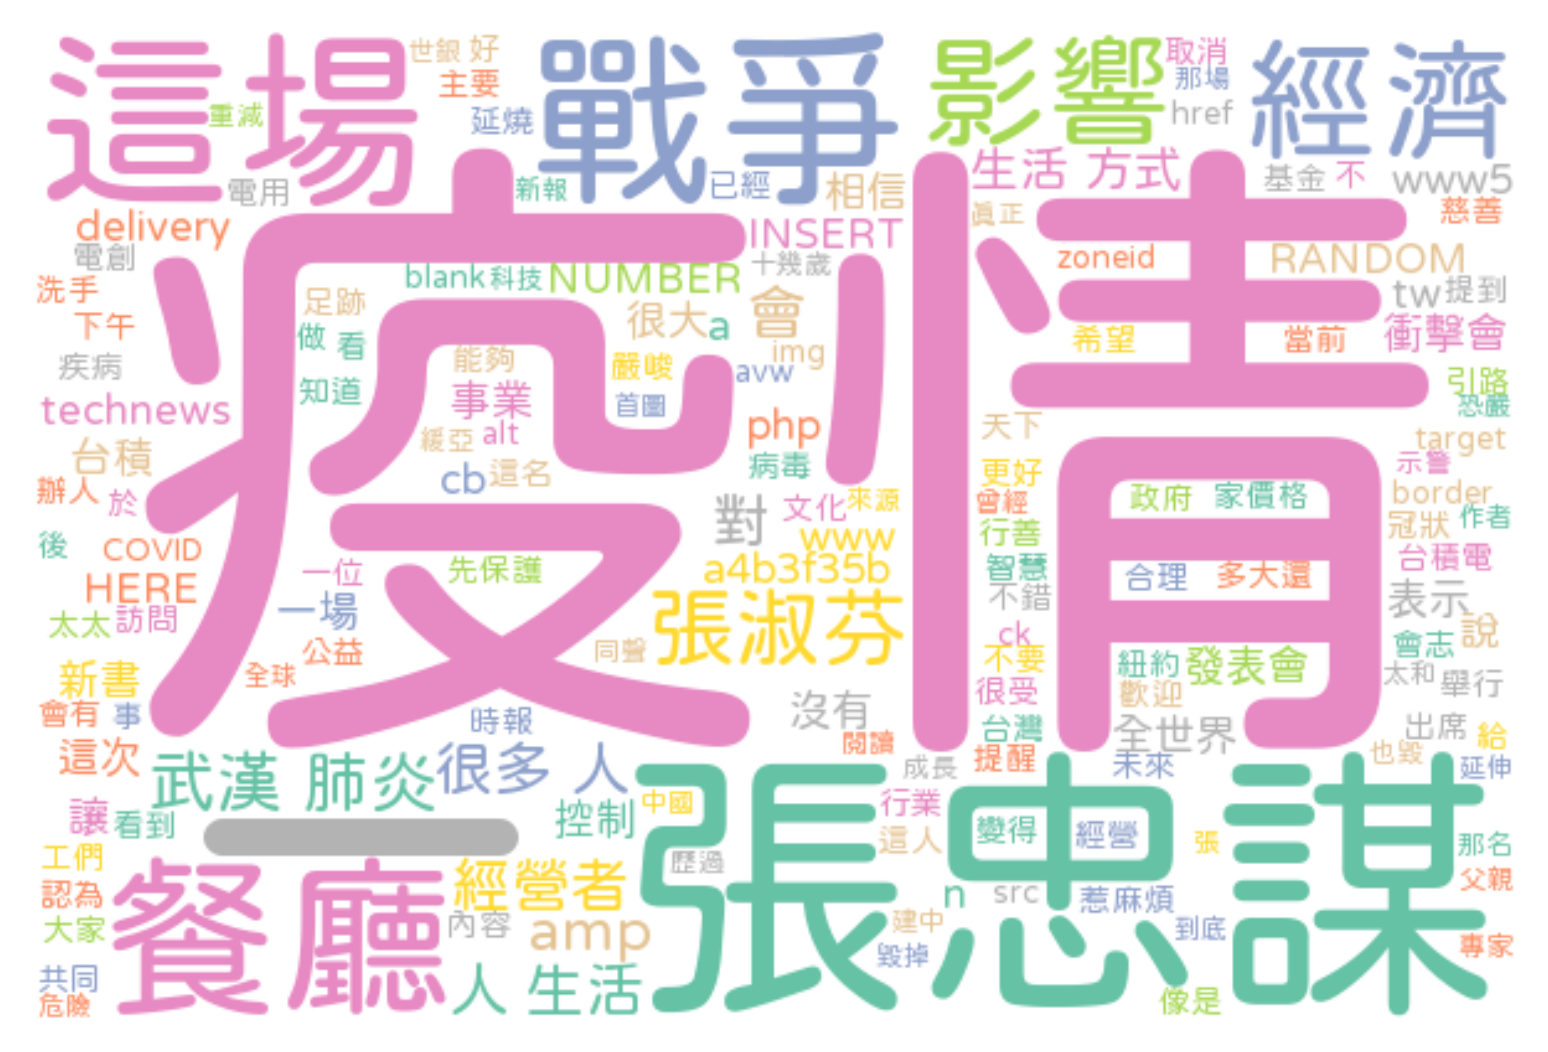 這場 世銀 好 戰爭 影響 取消 經濟
主要 那場
重減 延燒 href
電用 新報 已經 相信 生活 方式 基金 不 www5
delivery INSERT 真正 慈善
電創 blank 科技 NUMBER 十幾歲 zoneid RANDOM
疫情
洗手 足跡 很大 a 會 tw 提到
下午 做 看 希望 當前 衝擊會
疾病 能夠 嚴峻 img avw 引路
知道 事業 首圖 恐嚴
technews 緩亞 alt php 天下 target
台積 cb 這名 病毒 更好 示警
辦人 於 對 文化 來源 曾經 政府 家價格 border
後 COVID www 行善 冠狀 作者
HERE 一位 先保護 a4b3f35b 智慧 合理 多大還 台積電
太太 訪問 一場 張淑芬 不錯 表示
公益 同聲 ck 會志 說
新書 全球 不要 紐約 發表會 太和
會有 事 時報 沒有 很受 歡迎 舉行
這次 閱讀 台灣 全世界 出席 給
武漢 肺炎 很多 人 成長 提醒 未來 也毀 延伸
讓 看到 控制 中國 張忠謀 行業
工們 一 歷過 這人 變得 經營 張 那名
認為 餐廳 經營者 n src 惹麻煩 父親
大家 內容 amp 建中 到底 專家
共同 毀掉
危險 人 生活 像是